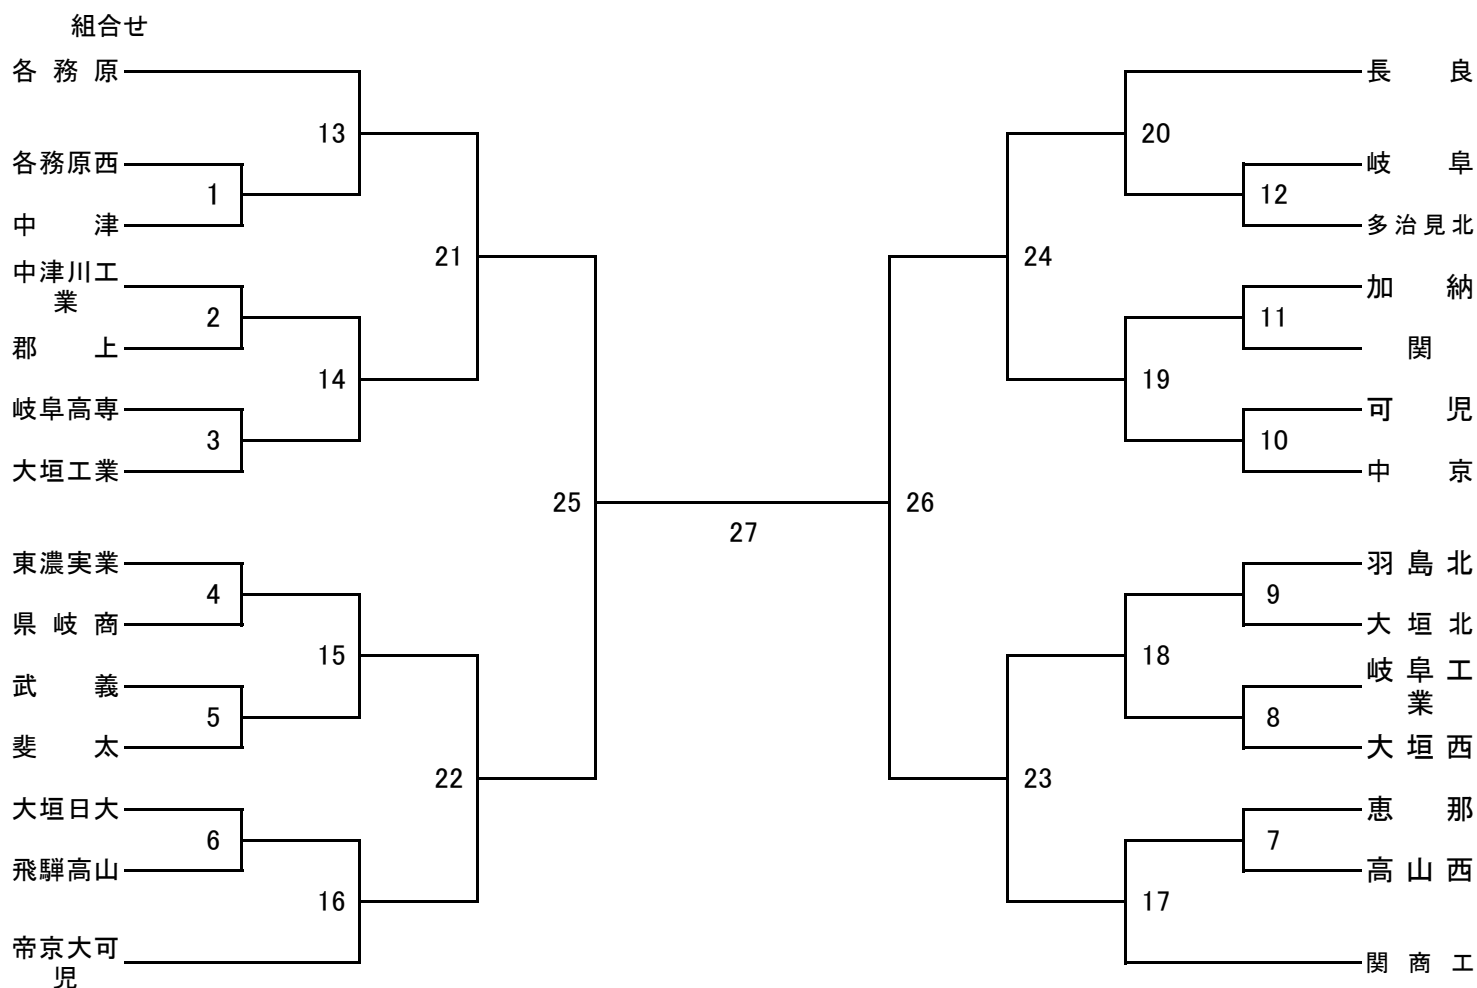 組合せ
各務原
13
各務原西
1
中津
21
中津川工
業
2
郡上
14
岐阜高専
3
大垣工業
25
東濃実業
4
県岐商
15
武義
5
斐太
22
大垣日大
6
飛騨高山
16
帝京大可
児
27
長良
20
岐阜
12
多治見北
24
加納
11
関
19
可児
10
中京
26
羽島北
9
大垣北
18
岐阜工
業
8
大垣西
23
恵那
7
高山西
17
関商工